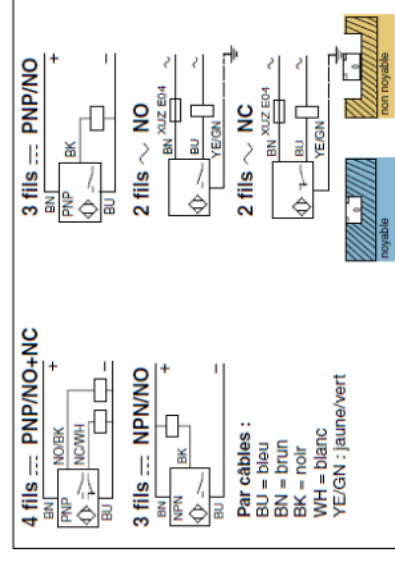 4 fils ⎓ PNP/NO+NC
BN
PNP
+
NO/BK
NC/WH
BU
−
3 fils ⎓ PNP/NO
BN
PNP
+
BK
BU
−
3 fils ⎓ NPN/NO
BN
NPN
+
BK
BU
−
2 fils ~ NO
BN XUZ E04
~
BU
~
YE/GN
2 fils ~ NC
BN XUZ E04
~
BU
~
YE/GN
Par câbles :
BU = bleu
BN = brun
BK = noir
WH = blanc
YE/GN : jaune/vert
noyable
non noyable